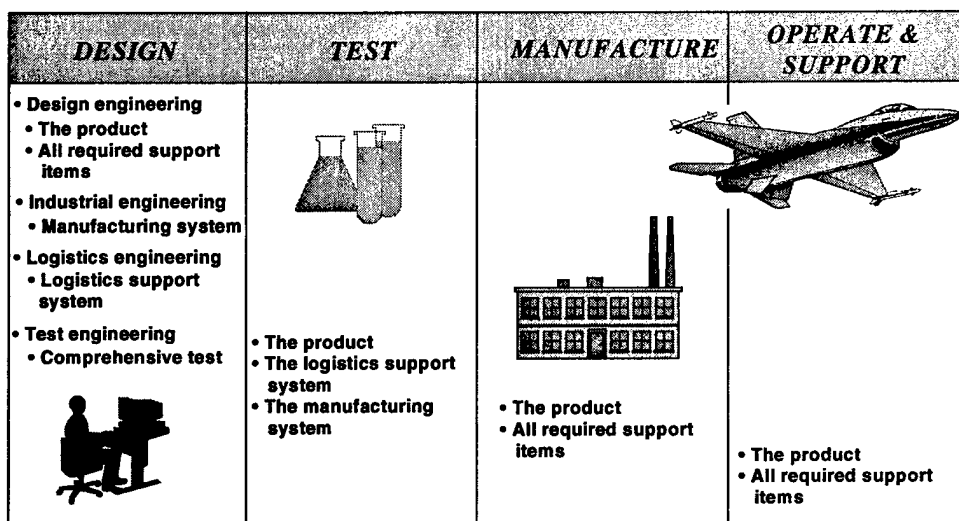 DESIGN
TEST
MANUFACTURE
OPERATE &
SUPPORT
• Design engineering
• The product
• All required support
items
• Industrial engineering
• Manufacturing system
• Logistics engineering
• Logistics support
system
• Test engineering
• Comprehensive test
• The product
• The logistics support
system
• The manufacturing
system
• The product
• All required support
items
• The product
• All required support
items